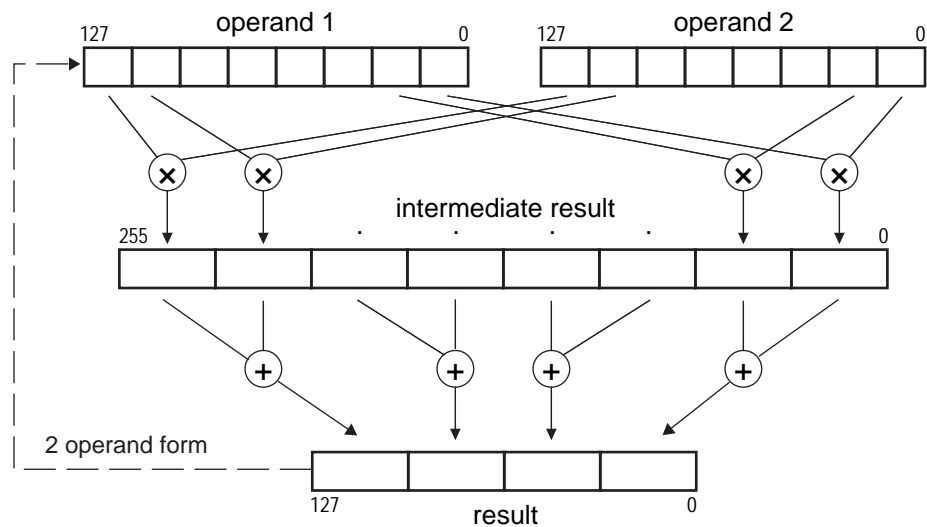 operand 1
operand 2
127
0
127
0
×
×
×
×
intermediate result
255
. . . .
0
+
+
+
+
2 operand form
127
0
result